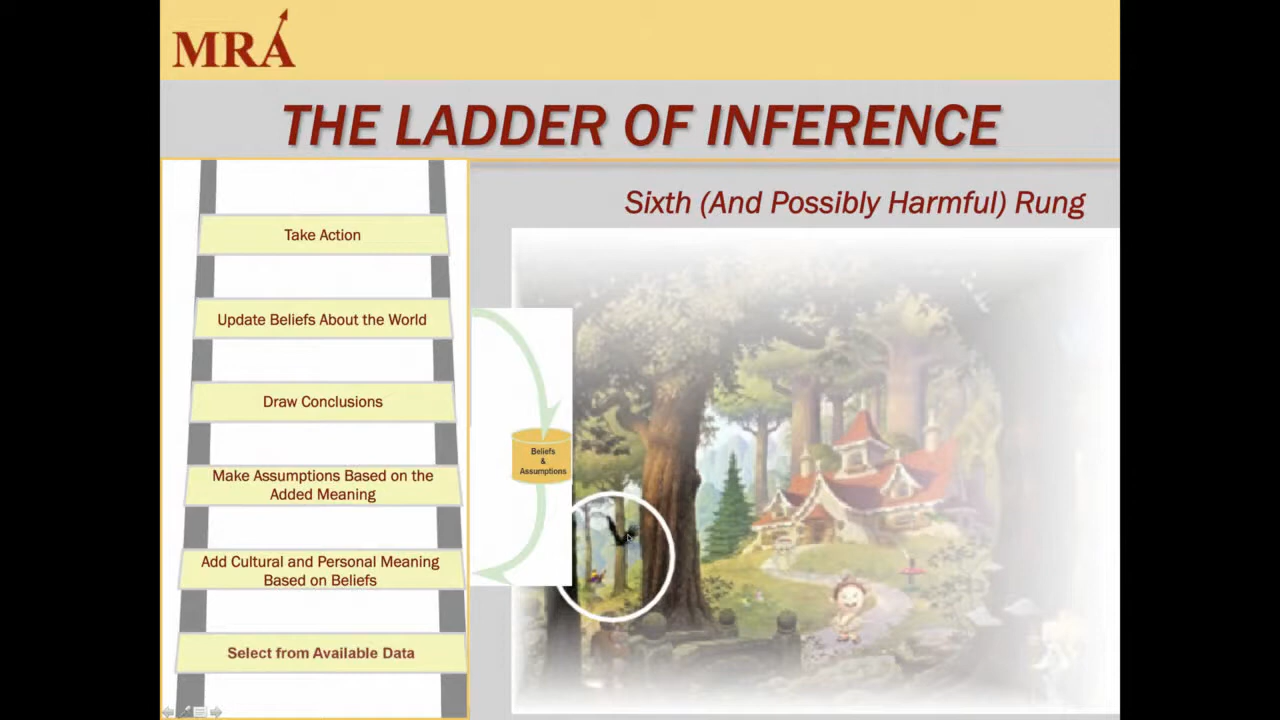 MRA
THE LADDER OF INFERENCE
Sixth (And Possibly Harmful) Rung
Take Action
Update Beliefs About the World
Draw Conclusions
Make Assumptions Based on the
Added Meaning
Add Cultural and Personal Meaning
Based on Beliefs
Select from Available Data
Beliefs
&
Assumptions